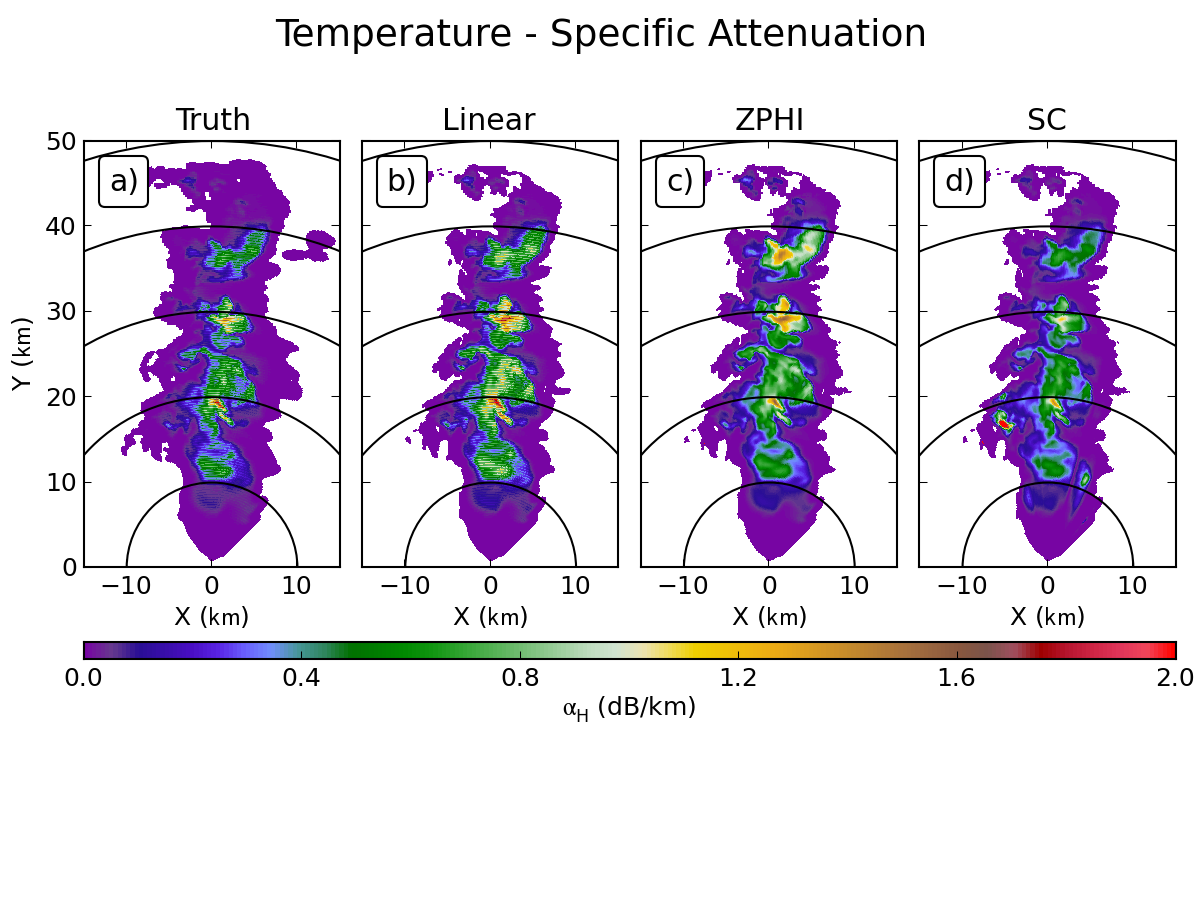 Temperature - Specific Attenuation
Truth Linear ZPHI SC
a) b) c) d)
50
40
30
20
10
0
Y (km)
−10 0 10 −10 0 10 −10 0 10 −10 0 10
X (km) X (km) X (km) X (km)
0.0 0.4 0.8 1.2 1.6 2.0
αH (dB/km)